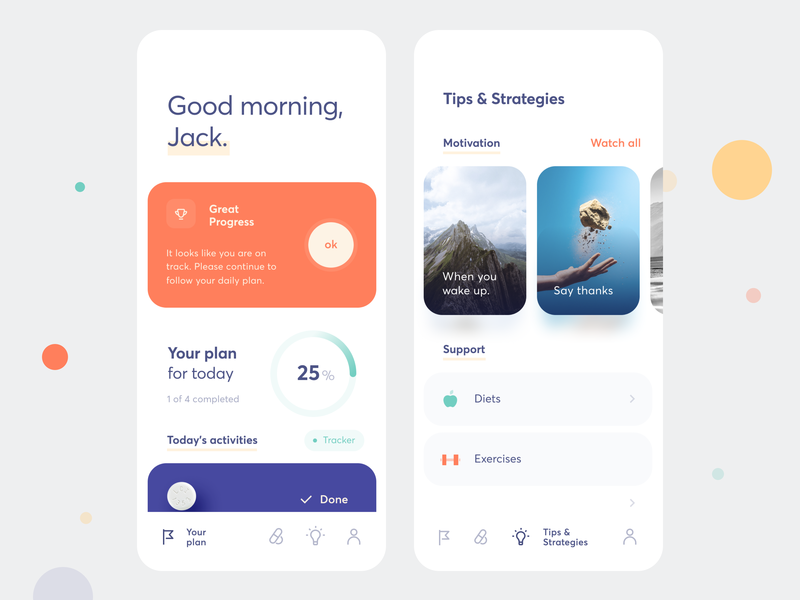 Good morning,
Jack.
Great
Progress
It looks like you are on
track. Please continue to
follow your daily plan.
ok
Your plan
for today
1 of 4 completed
25%
Today's activities
Tracker
Done
Your
plan
Tips & Strategies
Motivation
Watch all
When you
wake up.
Say thanks
Support
Diets
Exercises
Tips &
Strategies